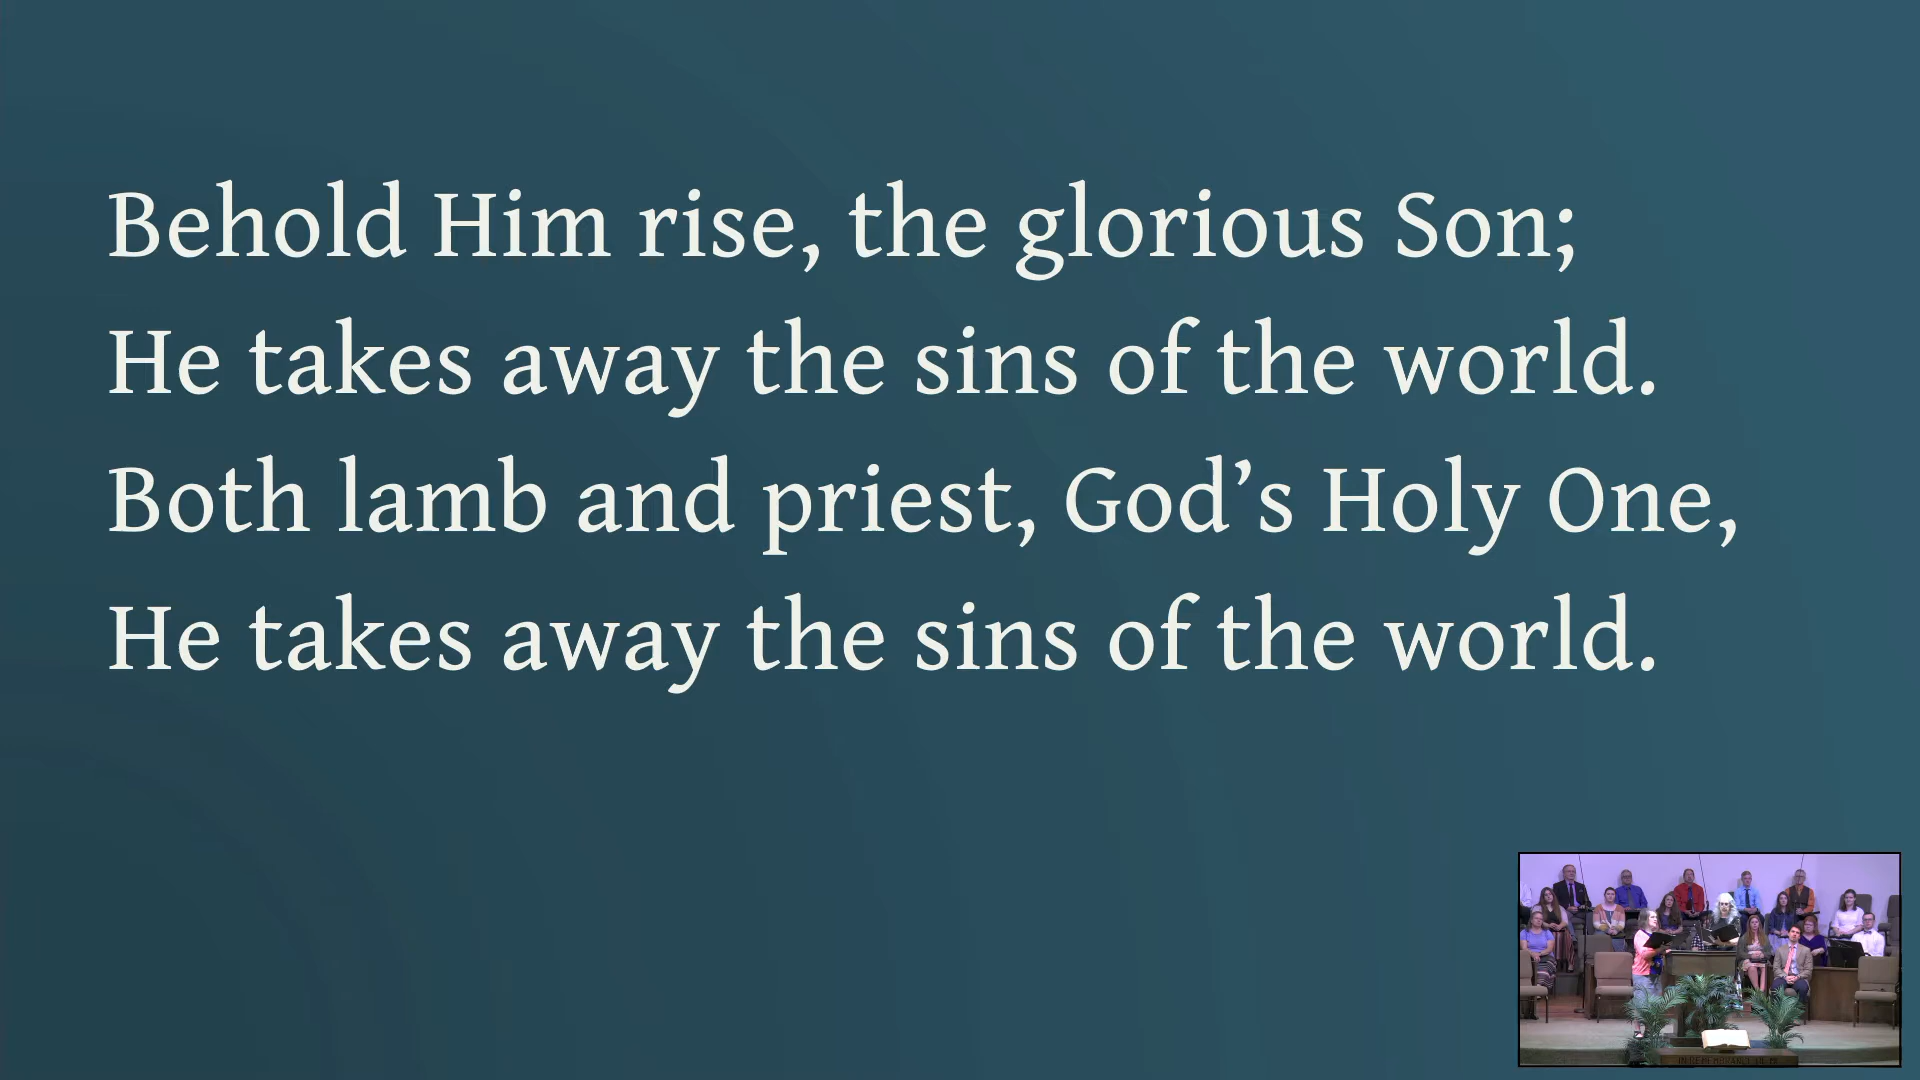 Behold Him rise, the glorious Son;
He takes away the sins of the world.
Both lamb and priest, God’s Holy One,
He takes away the sins of the world.